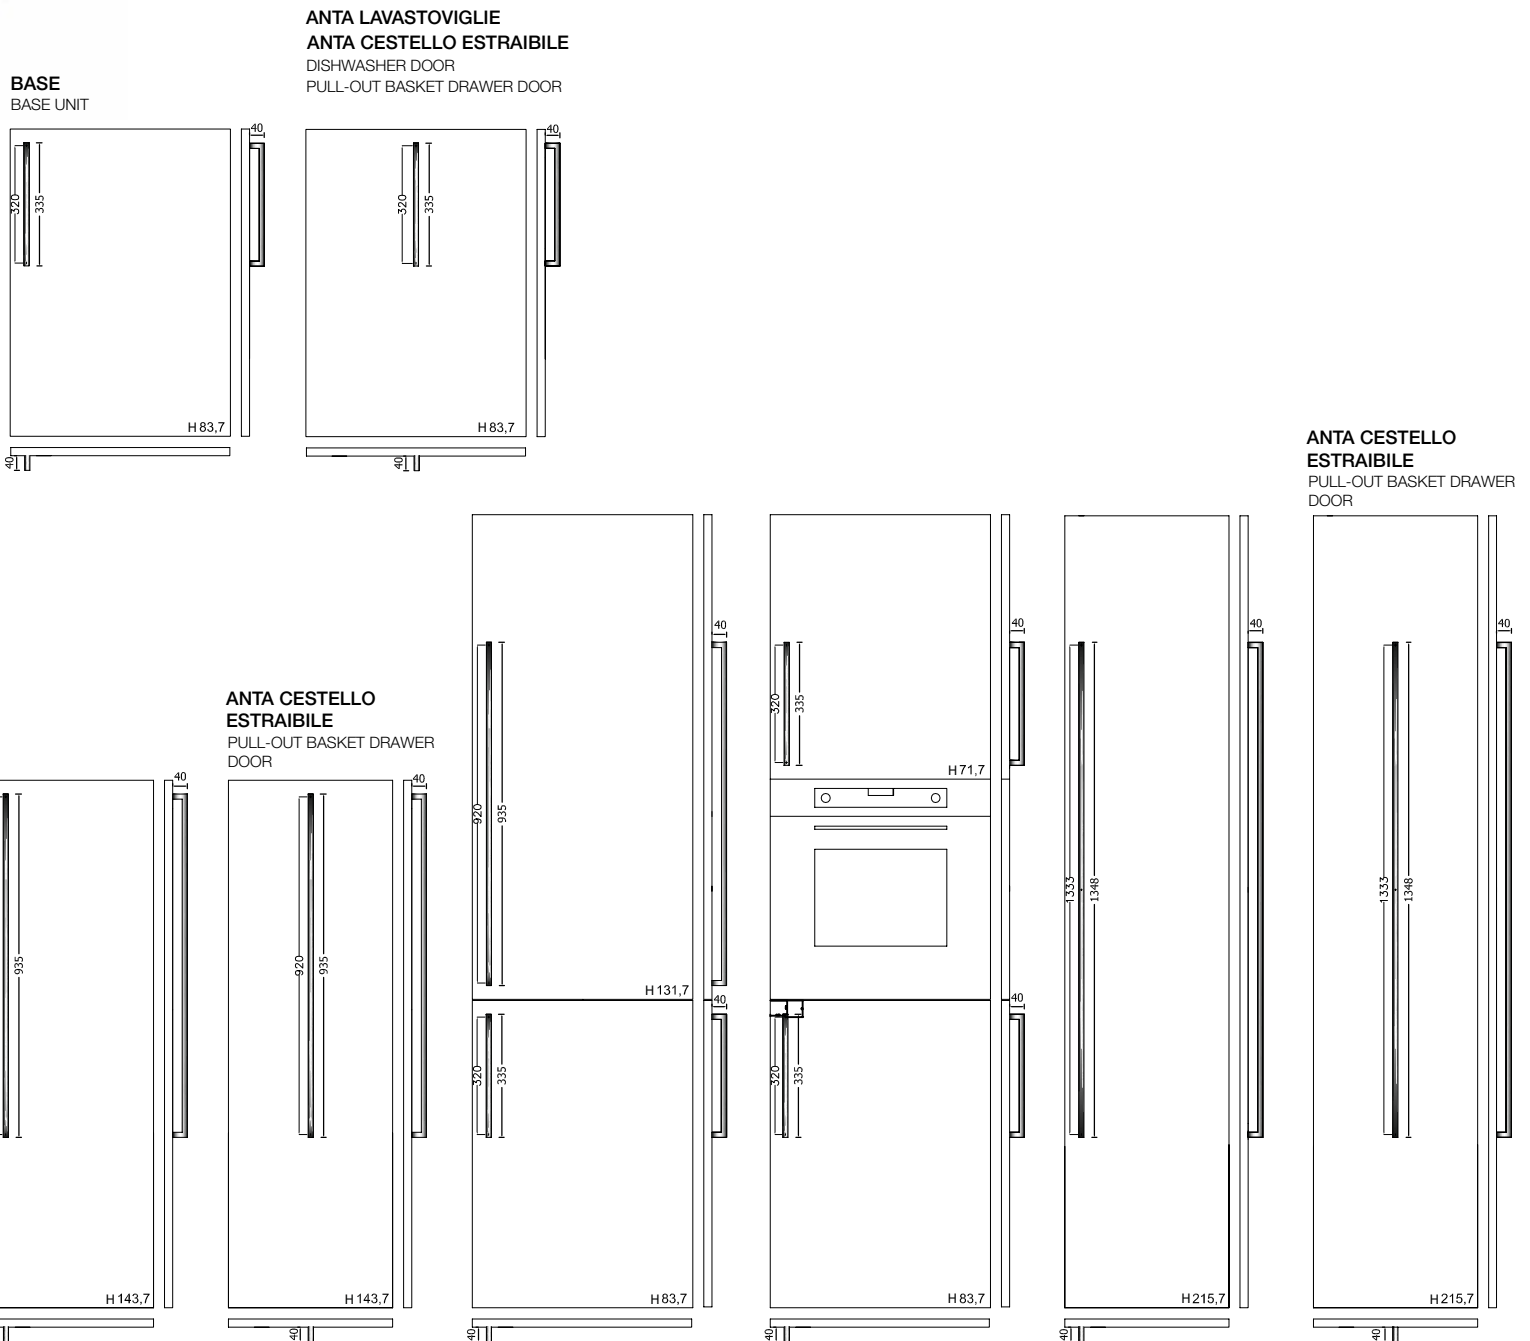 ANTA LAVASTOVIGLIE
ANTA CESTELLO ESTRAIBILE
DISHWASHER DOOR
PULL-OUT BASKET DRAWER DOOR
BASE
BASE UNIT
40
320
335
H 83,7
40
40
320
335
H 83,7
40
ANTA CESTELLO
ESTRAIBILE
PULL-OUT BASKET DRAWER
DOOR
40
935
H 143,7
ANTA CESTELLO
ESTRAIBILE
PULL-OUT BASKET DRAWER
DOOR
40
920
935
H 143,7
40
40
920
935
H 131,7
40
320
335
H 83,7
40
40
320
335
H 71,7
40
320
335
H 83,7
40
40
1333
1348
H 215,7
40
40
1333
1348
H 215,7
40